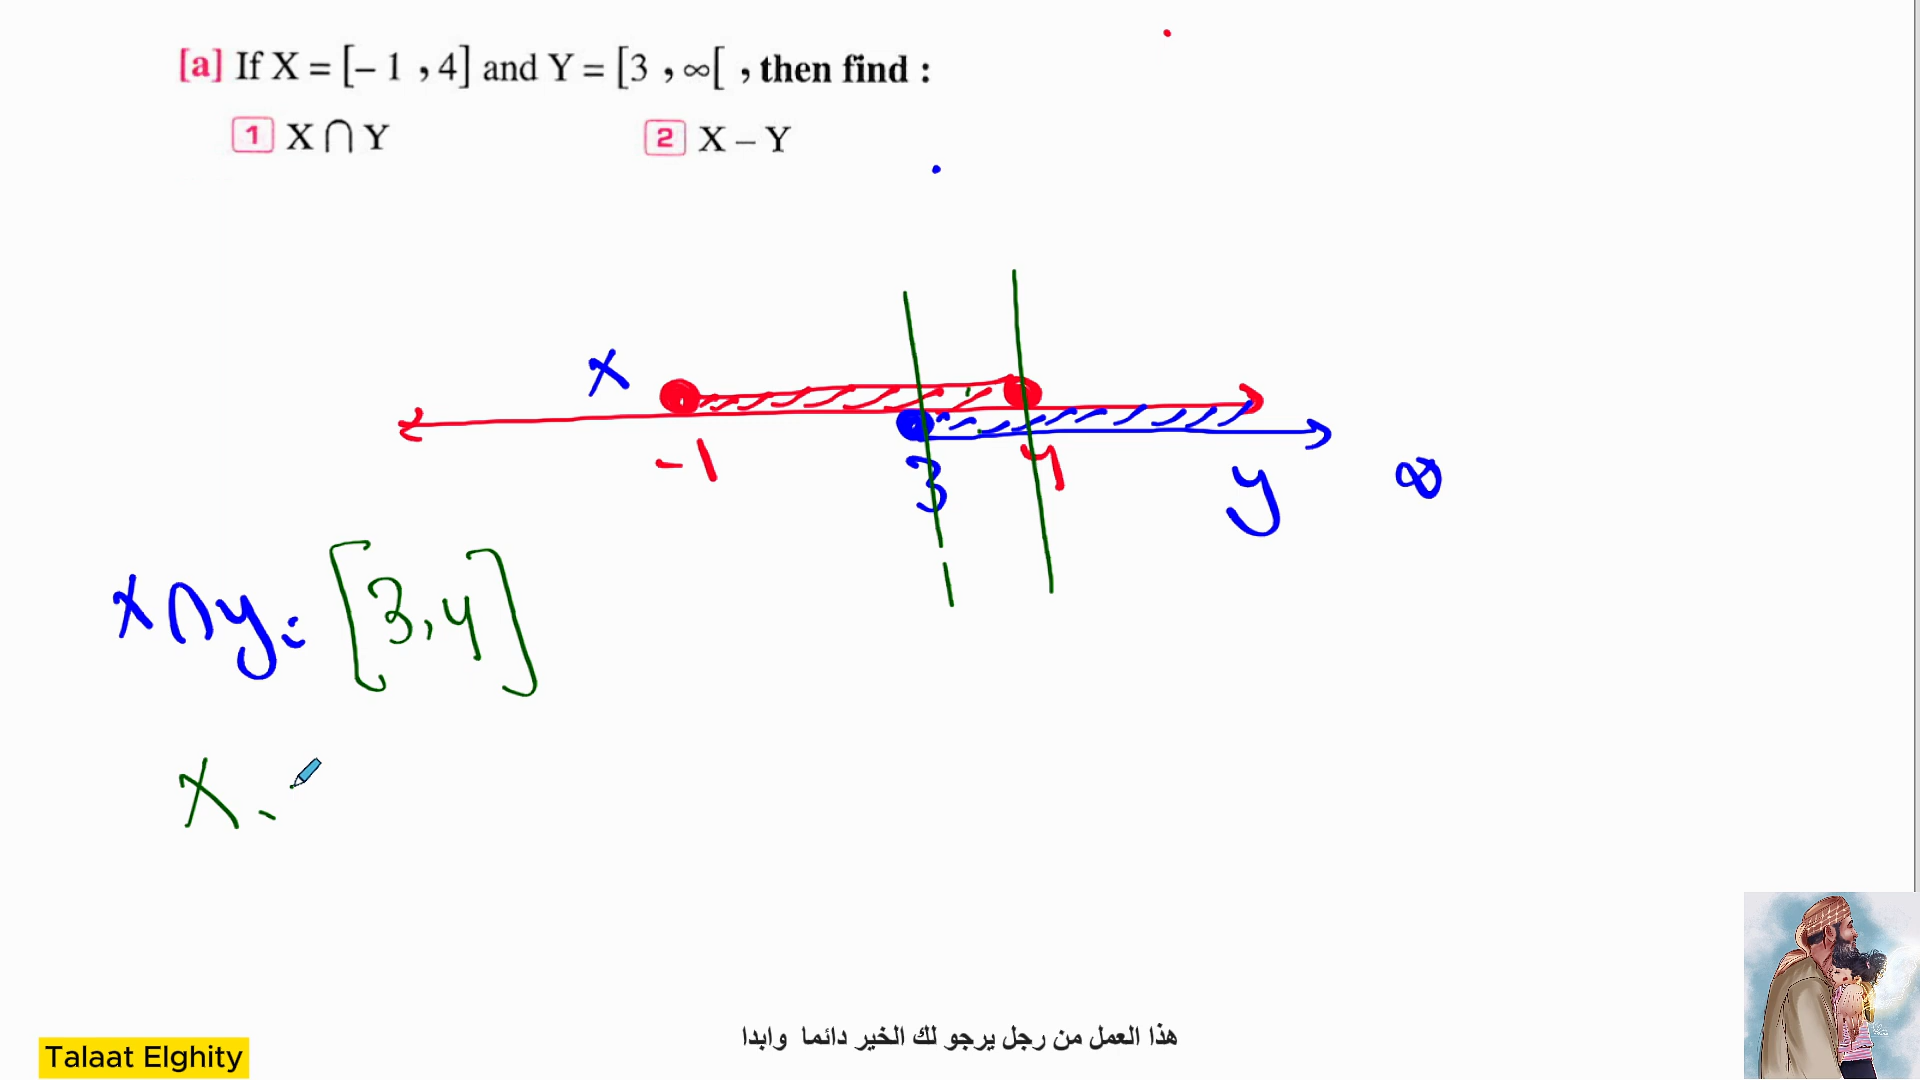 [a] If X = [– 1 , 4] and Y = [3 , ∞[ , then find :
1 X ∩ Y 2 X – Y
X
-1 3 4 y ∞
X ∩ y = [3, 4]
X -
هذا العمل من رجل يرجو لك الخير دائما وابدا
Talaat Elghity